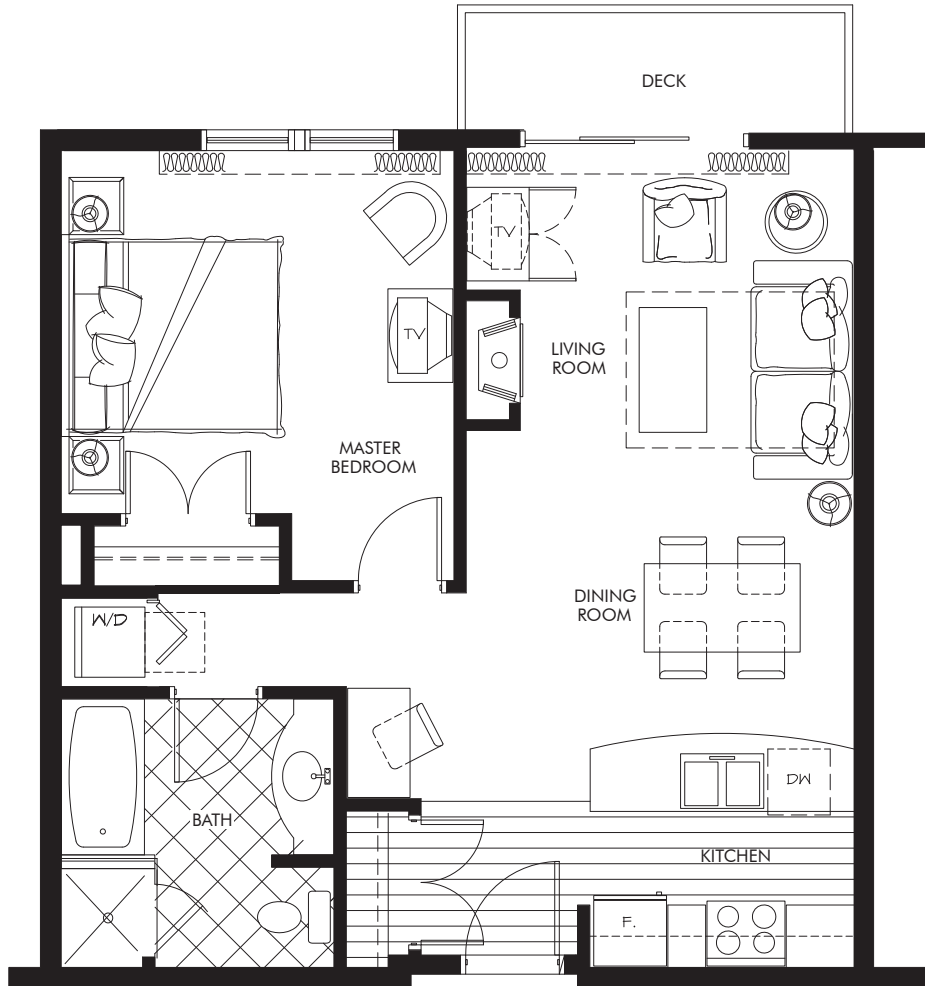 DECK
TV
TV
LIVING
ROOM
MASTER
BEDROOM
DINING
ROOM
W/D
DW
BATH
KITCHEN
F.